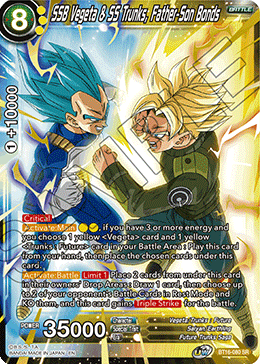 SSB Vegeta & SS Trunks, Father-Son Bonds
BATTLE
8
+10000
Critical
Activate Main, if you have 3 or more energy and
you choose 1 yellow <Vegeta> card and 1 yellow
<Trunks : Future> card in your Battle Area: Play this card
from your hand, then place the chosen cards under this
card.
Activate Battle Limit 1 Place 2 cards from under this card
in their owners' Drop Areas: Draw 1 card, then choose up
to 2 of your opponent's Battle Cards in Rest Mode and
KO them, and this card gains Triple Strike for the battle.
POWER
35000
Character
Special Trait
Era
Vegeta/Trunks : Future
Saiyan/Earthling
Future Trunks Saga
BANDAI MADE IN JAPAN
BT16-080 SR